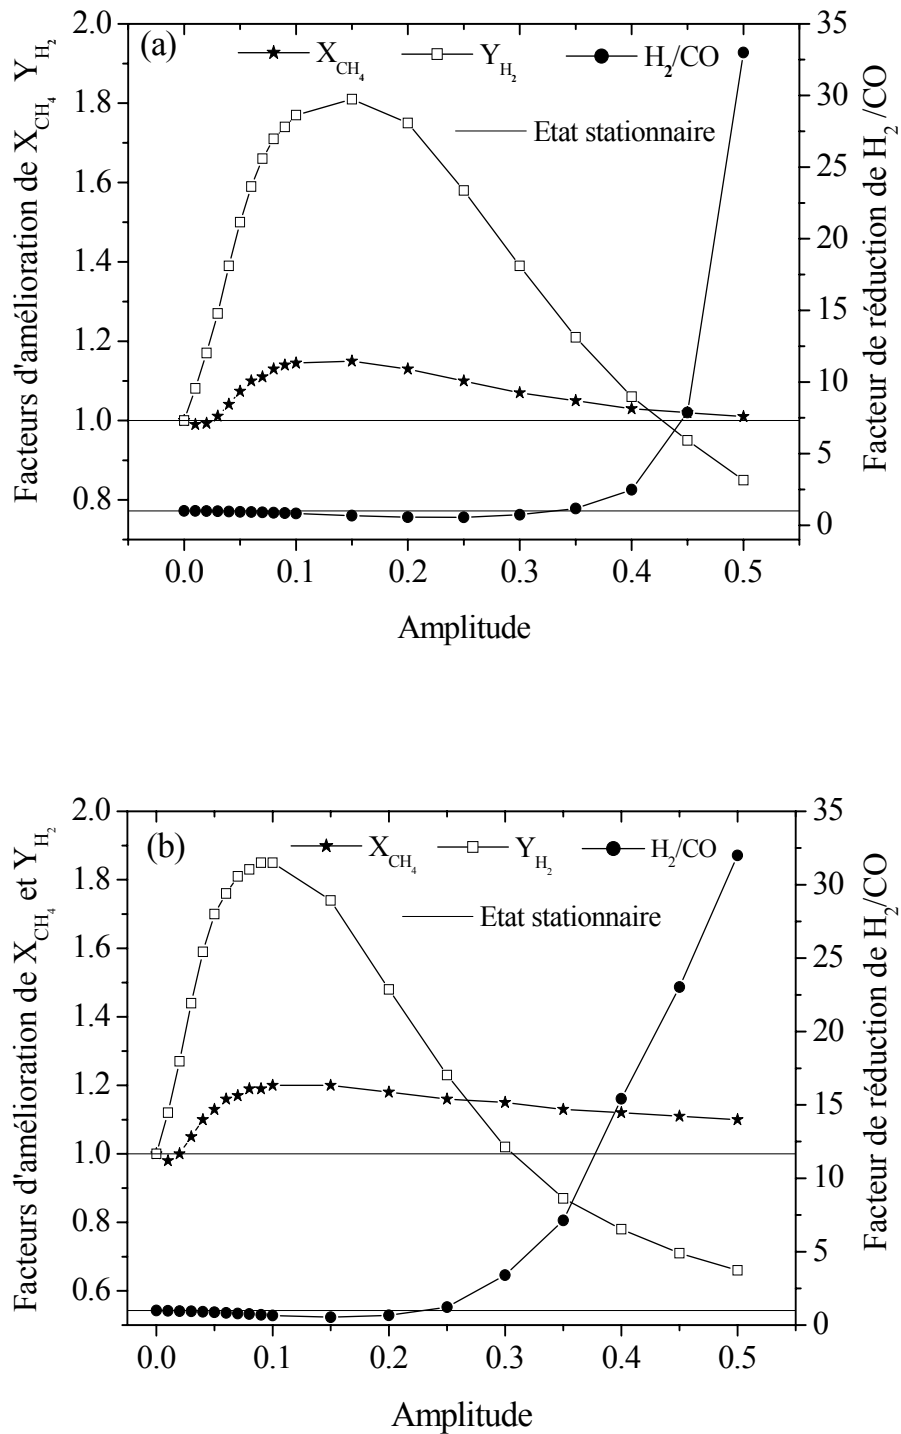 (a)
X_CH₄ Y_H₂ H₂/CO
Etat stationnaire
Facteurs d'amélioration de X_CH₄ Y_H₂
2.0
1.8
1.6
1.4
1.2
1.0
0.8
Facteur de réduction de H₂/CO
35
30
25
20
15
10
5
0
0.0 0.1 0.2 0.3 0.4 0.5
Amplitude
(b)
X_CH₄ Y_H₂ H₂/CO
Etat stationnaire
Facteurs d'amélioration de X_CH₄ et Y_H₂
2.0
1.8
1.6
1.4
1.2
1.0
0.8
0.6
Facteur de réduction de H₂/CO
35
30
25
20
15
10
5
0
0.0 0.1 0.2 0.3 0.4 0.5
Amplitude